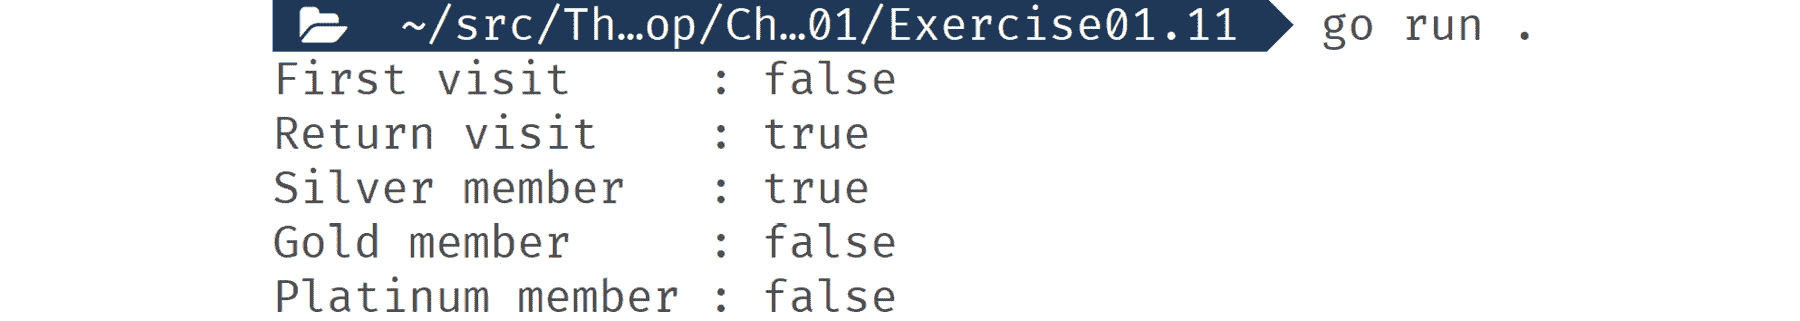 ~/src/Th…op/Ch…01/Exercise01.11 go run .
First visit     : false
Return visit    : true
Silver member   : true
Gold member     : false
Platinum member : false